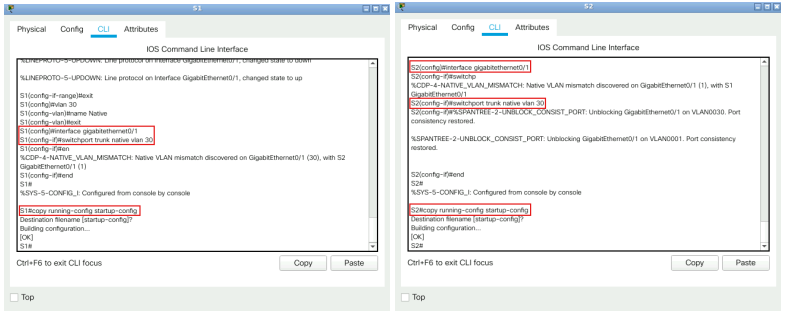 S1
Physical Config CLI Attributes
IOS Command Line Interface
%LINEPROTO-5-UPDOWN: Line protocol on Interface GigabitEthernet0/1, changed state to down
%LINEPROTO-5-UPDOWN: Line protocol on Interface GigabitEthernet0/1, changed state to up
S1(config-if-range)#exit
S1(config)#vlan 30
S1(config-vlan)#name Native
S1(config-vlan)#exit
S1(config)#interface gigabitethernet0/1
S1(config-if)#switchport trunk native vlan 30
S1(config-if)#en
%CDP-4-NATIVE_VLAN_MISMATCH: Native VLAN mismatch discovered on GigabitEthernet0/1 (30), with S2
GigabitEthernet0/1 (1)
S1(config-if)#end
S1#
%SYS-5-CONFIG_I: Configured from console by console
S1#copy running-config startup-config
Destination filename [startup-config]?
Building configuration...
[OK]
S1#
Ctrl+F6 to exit CLI focus
Copy Paste
Top
S2
Physical Config CLI Attributes
IOS Command Line Interface
S2(config)#interface gigabitethernet0/1
S2(config-if)#switchp
%CDP-4-NATIVE_VLAN_MISMATCH: Native VLAN mismatch discovered on GigabitEthernet0/1 (1), with S1
GigabitEthernet0/1
S2(config-if)#switchport trunk native vlan 30
S2(config-if)#%SPANTREE-2-UNBLOCK_CONSIST_PORT: Unblocking GigabitEthernet0/1 on VLAN0030. Port
consistency restored.
%SPANTREE-2-UNBLOCK_CONSIST_PORT: Unblocking GigabitEthernet0/1 on VLAN0001. Port consistency
restored.
S2(config-if)#end
S2#
%SYS-5-CONFIG_I: Configured from console by console
S2#copy running-config startup-config
Destination filename [startup-config]?
Building configuration...
[OK]
S2#
Ctrl+F6 to exit CLI focus
Copy Paste
Top